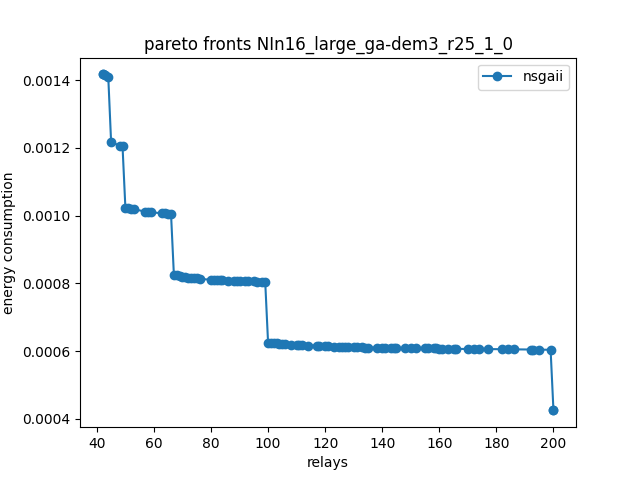 pareto fronts NIn16_large_ga-dem3_r25_1_0
nsgaii
0.0014
0.0012
0.0010
0.0008
0.0006
0.0004
energy consumption
40 60 80 100 120 140 160 180 200
relays